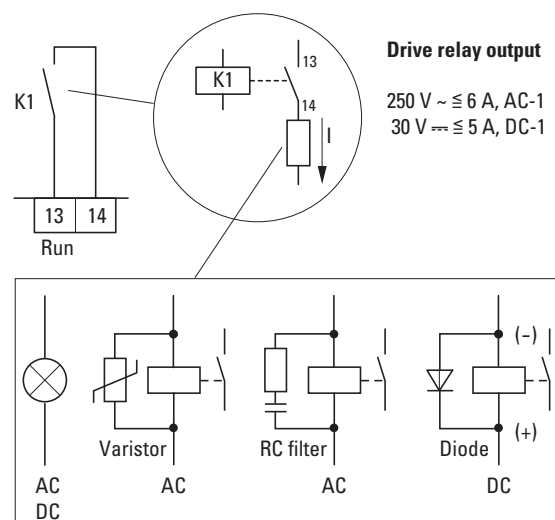 Drive relay output
250 V ~ ≦ 6 A, AC-1
30 V ⎓ ≦ 5 A, DC-1
K1
K1
13
14
I
13 14
Run
(–)
(+)
Varistor
RC filter
Diode
AC
DC
AC
AC
DC